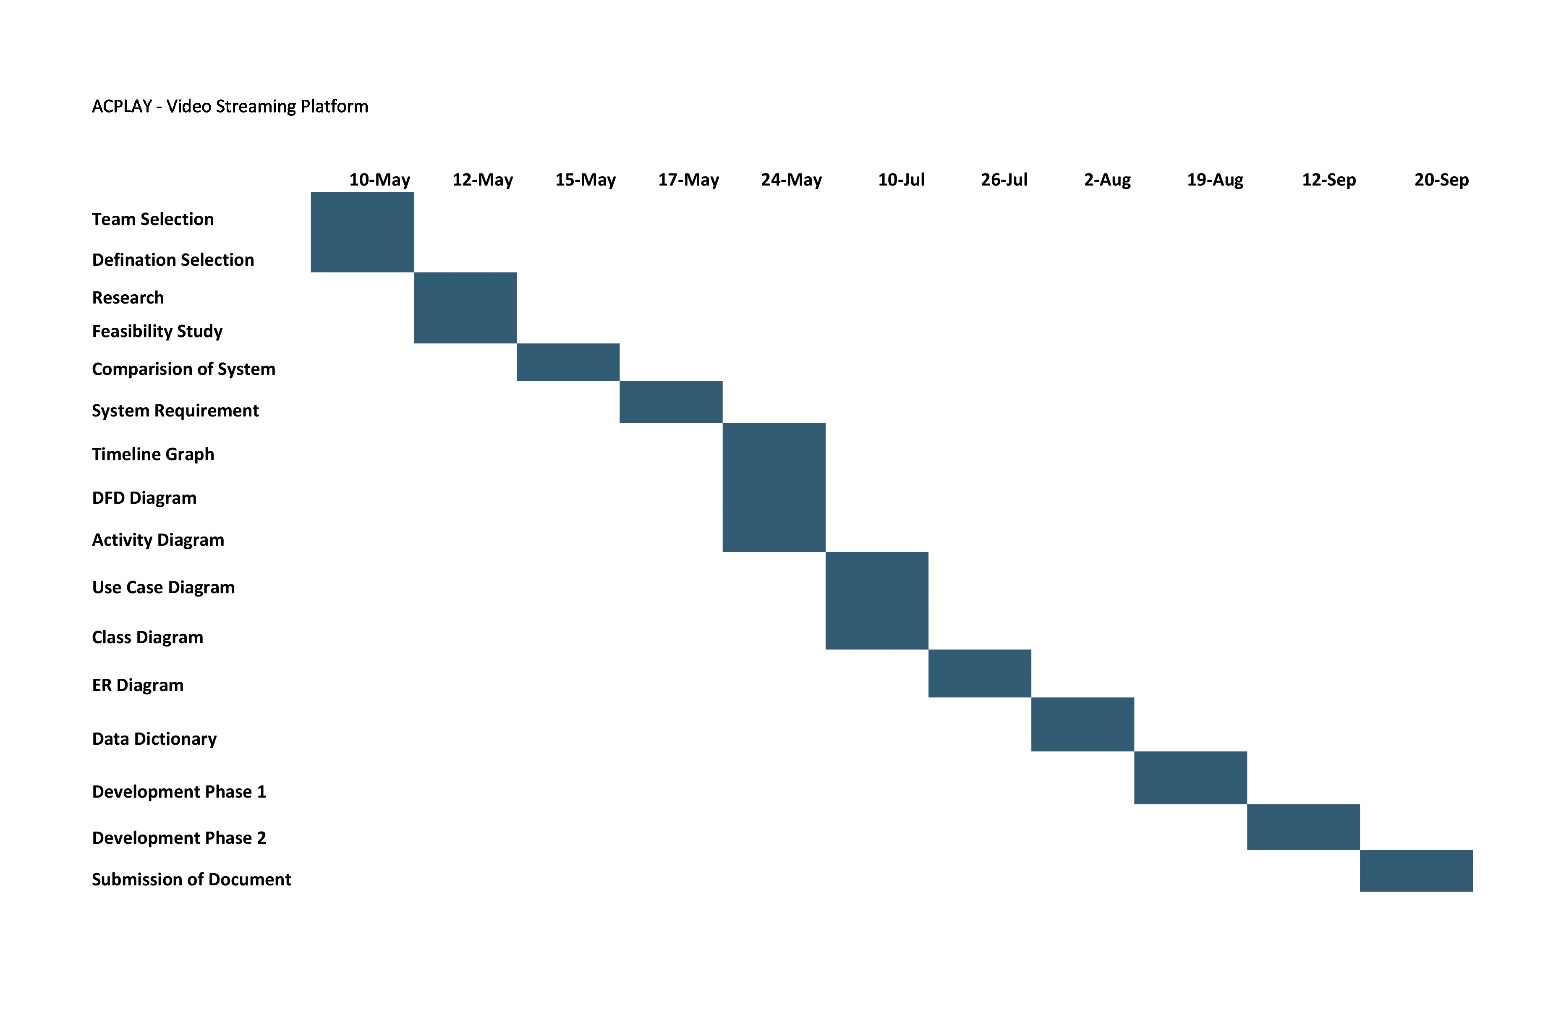 ACPLAY - Video Streaming Platform
10-May 12-May 15-May 17-May 24-May 10-Jul 26-Jul 2-Aug 19-Aug 12-Sep 20-Sep
Team Selection
Defination Selection
Research
Feasibility Study
Comparision of System
System Requirement
Timeline Graph
DFD Diagram
Activity Diagram
Use Case Diagram
Class Diagram
ER Diagram
Data Dictionary
Development Phase 1
Development Phase 2
Submission of Document